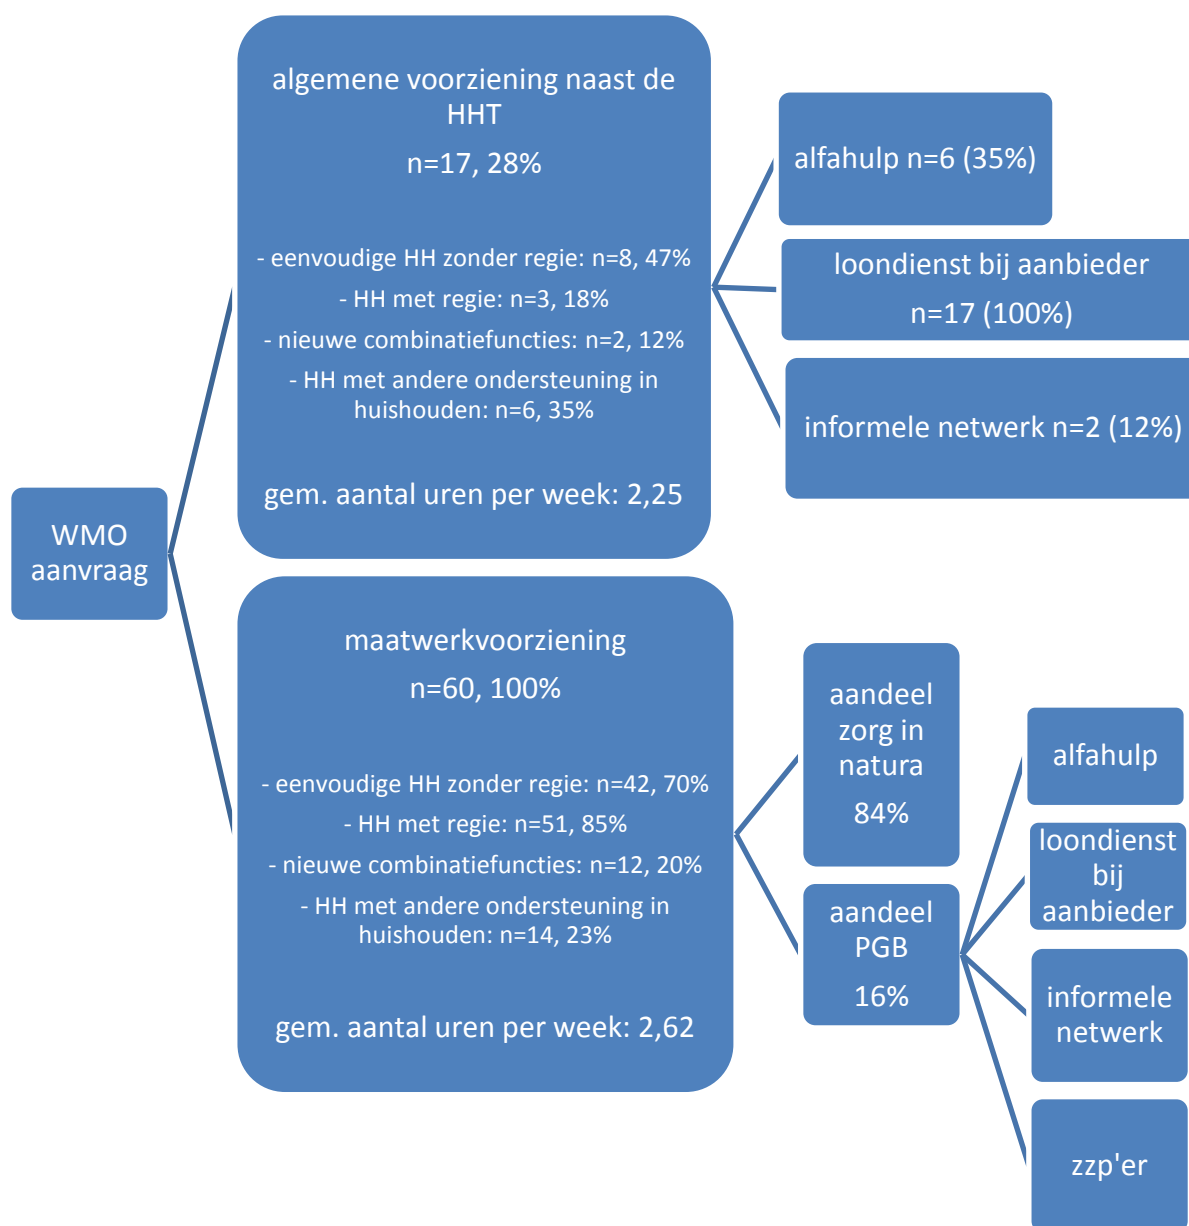 WMO
aanvraag
algemene voorziening naast de
HHT
n=17, 28%
- eenvoudige HH zonder regie: n=8, 47%
- HH met regie: n=3, 18%
- nieuwe combinatiefuncties: n=2, 12%
- HH met andere ondersteuning in
huishouden: n=6, 35%
gem. aantal uren per week: 2,25
alfahulp n=6 (35%)
loondienst bij aanbieder
n=17 (100%)
informele netwerk n=2 (12%)
maatwerkvoorziening
n=60, 100%
- eenvoudige HH zonder regie: n=42, 70%
- HH met regie: n=51, 85%
- nieuwe combinatiefuncties: n=12, 20%
- HH met andere ondersteuning in
huishouden: n=14, 23%
gem. aantal uren per week: 2,62
aandeel
zorg in
natura
84%
aandeel
PGB
16%
alfahulp
loondienst
bij
aanbieder
informele
netwerk
zzp'er